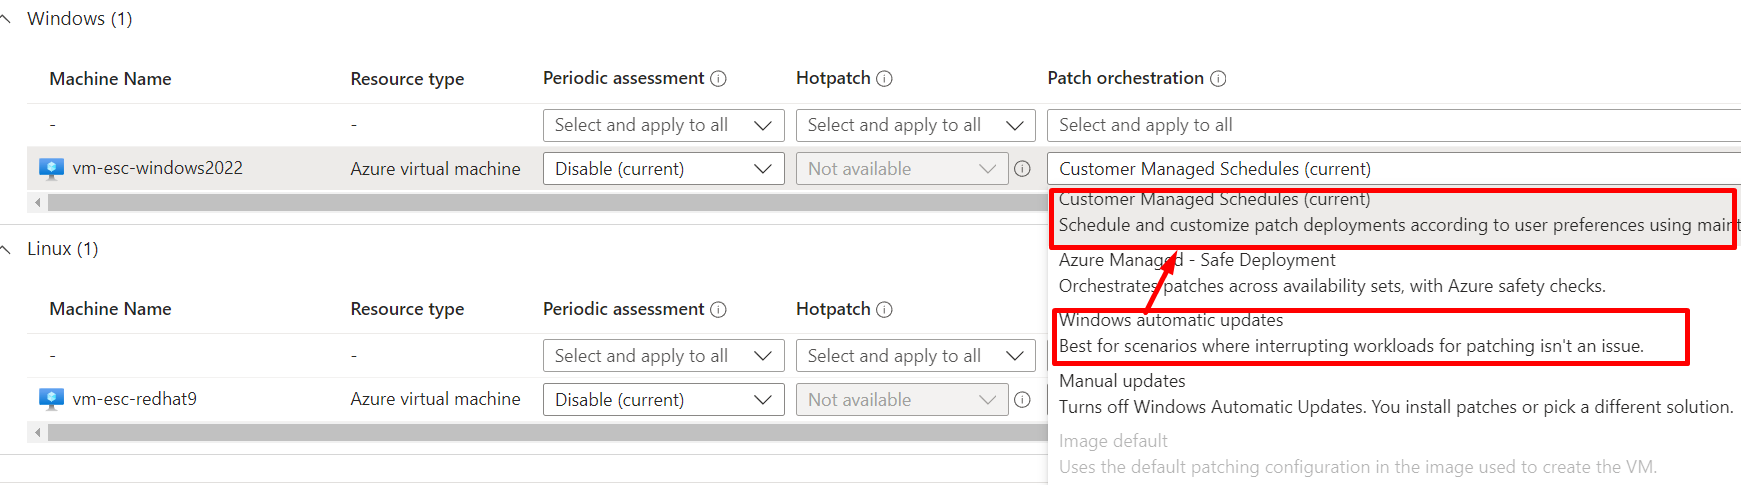 Windows (1)
Machine Name Resource type Periodic assessment Hotpatch Patch orchestration
- - Select and apply to all Select and apply to all Select and apply to all
vm-esc-windows2022 Azure virtual machine Disable (current) Not available Customer Managed Schedules (current)
Customer Managed Schedules (current)
Schedule and customize patch deployments according to user preferences using maint
Azure Managed - Safe Deployment
Orchestrates patches across availability sets, with Azure safety checks.
Windows automatic updates
Best for scenarios where interrupting workloads for patching isn't an issue.
Manual updates
Turns off Windows Automatic Updates. You install patches or pick a different solution.
Image default
Uses the default patching configuration in the image used to create the VM.
Linux (1)
Machine Name Resource type Periodic assessment Hotpatch
- - Select and apply to all Select and apply to all
vm-esc-redhat9 Azure virtual machine Disable (current) Not available